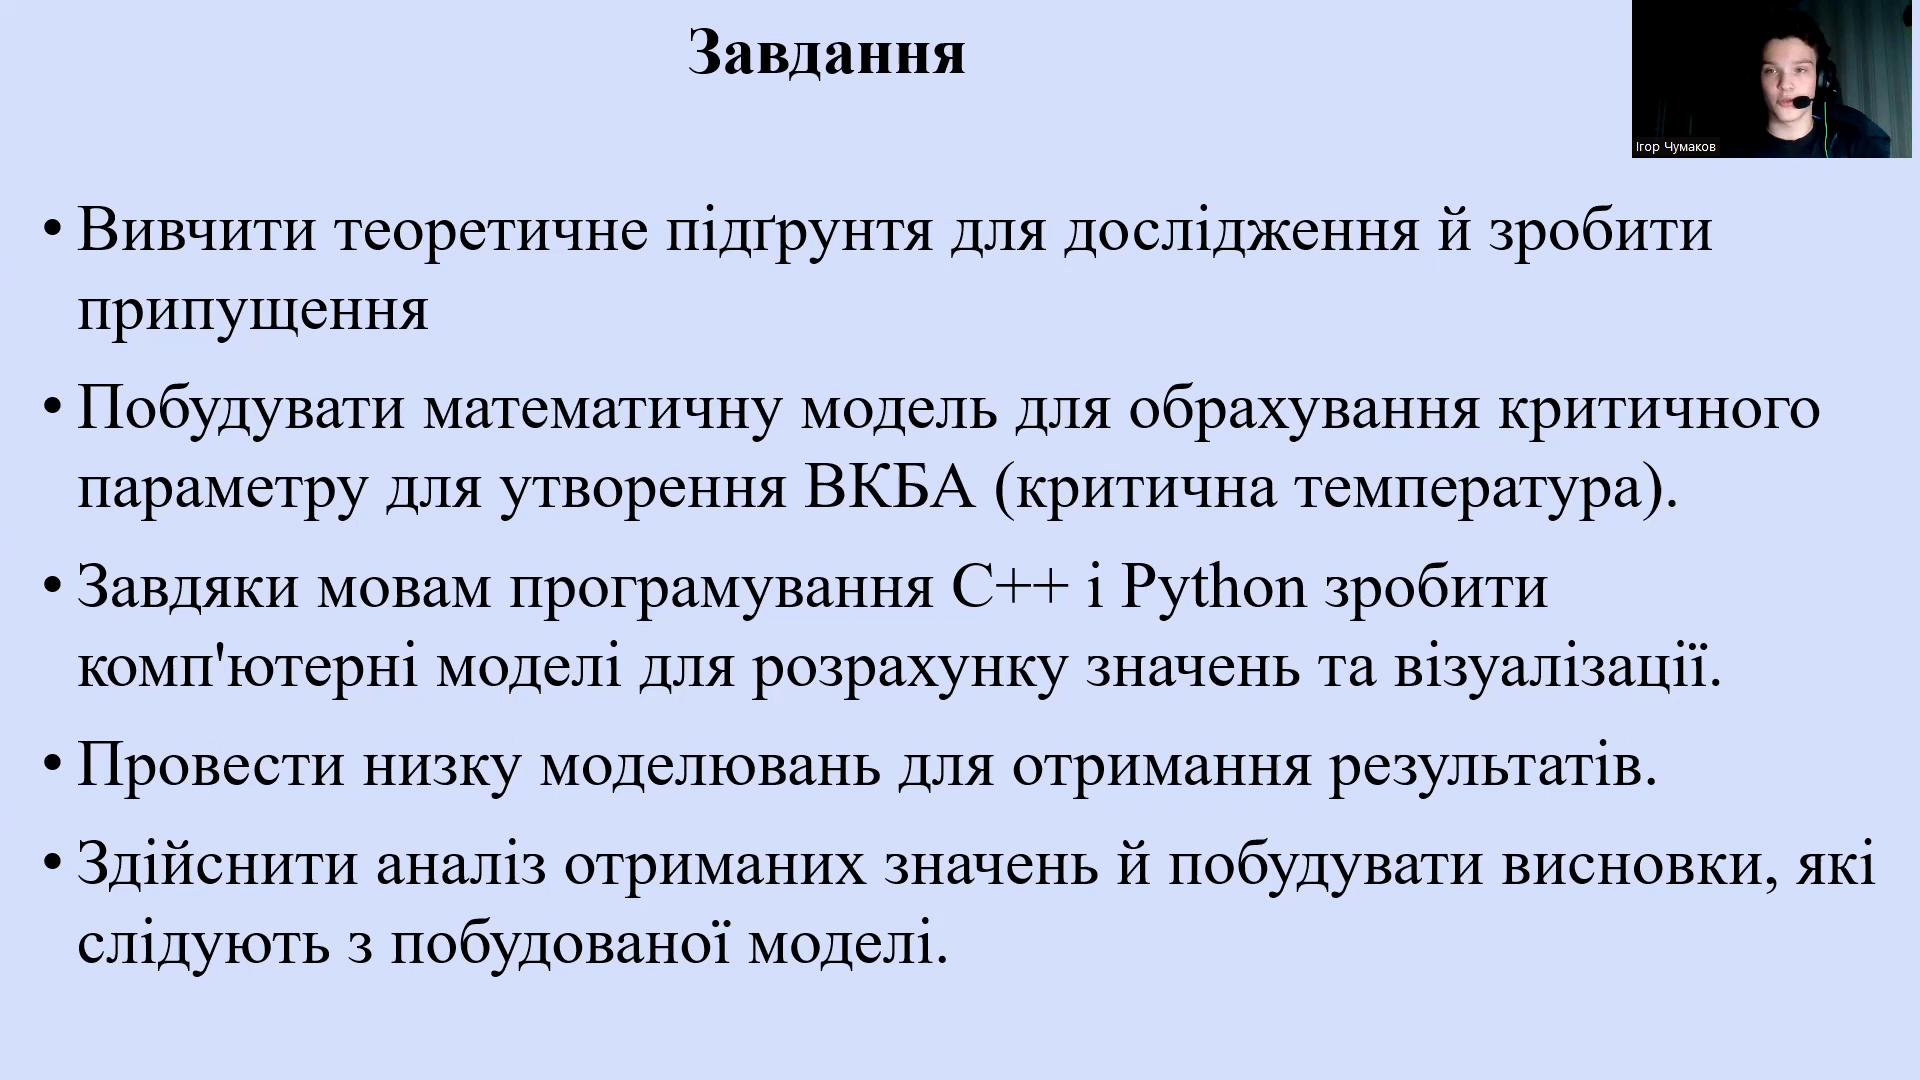 Завдання
Ігор Чумаков
• Вивчити теоретичне підґрунтя для дослідження й зробити
припущення
• Побудувати математичну модель для обрахування критичного
параметру для утворення ВКБА (критична температура).
• Завдяки мовам програмування C++ і Python зробити
комп'ютерні моделі для розрахунку значень та візуалізації.
• Провести низку моделювань для отримання результатів.
• Здійснити аналіз отриманих значень й побудувати висновки, які
слідують з побудованої моделі.